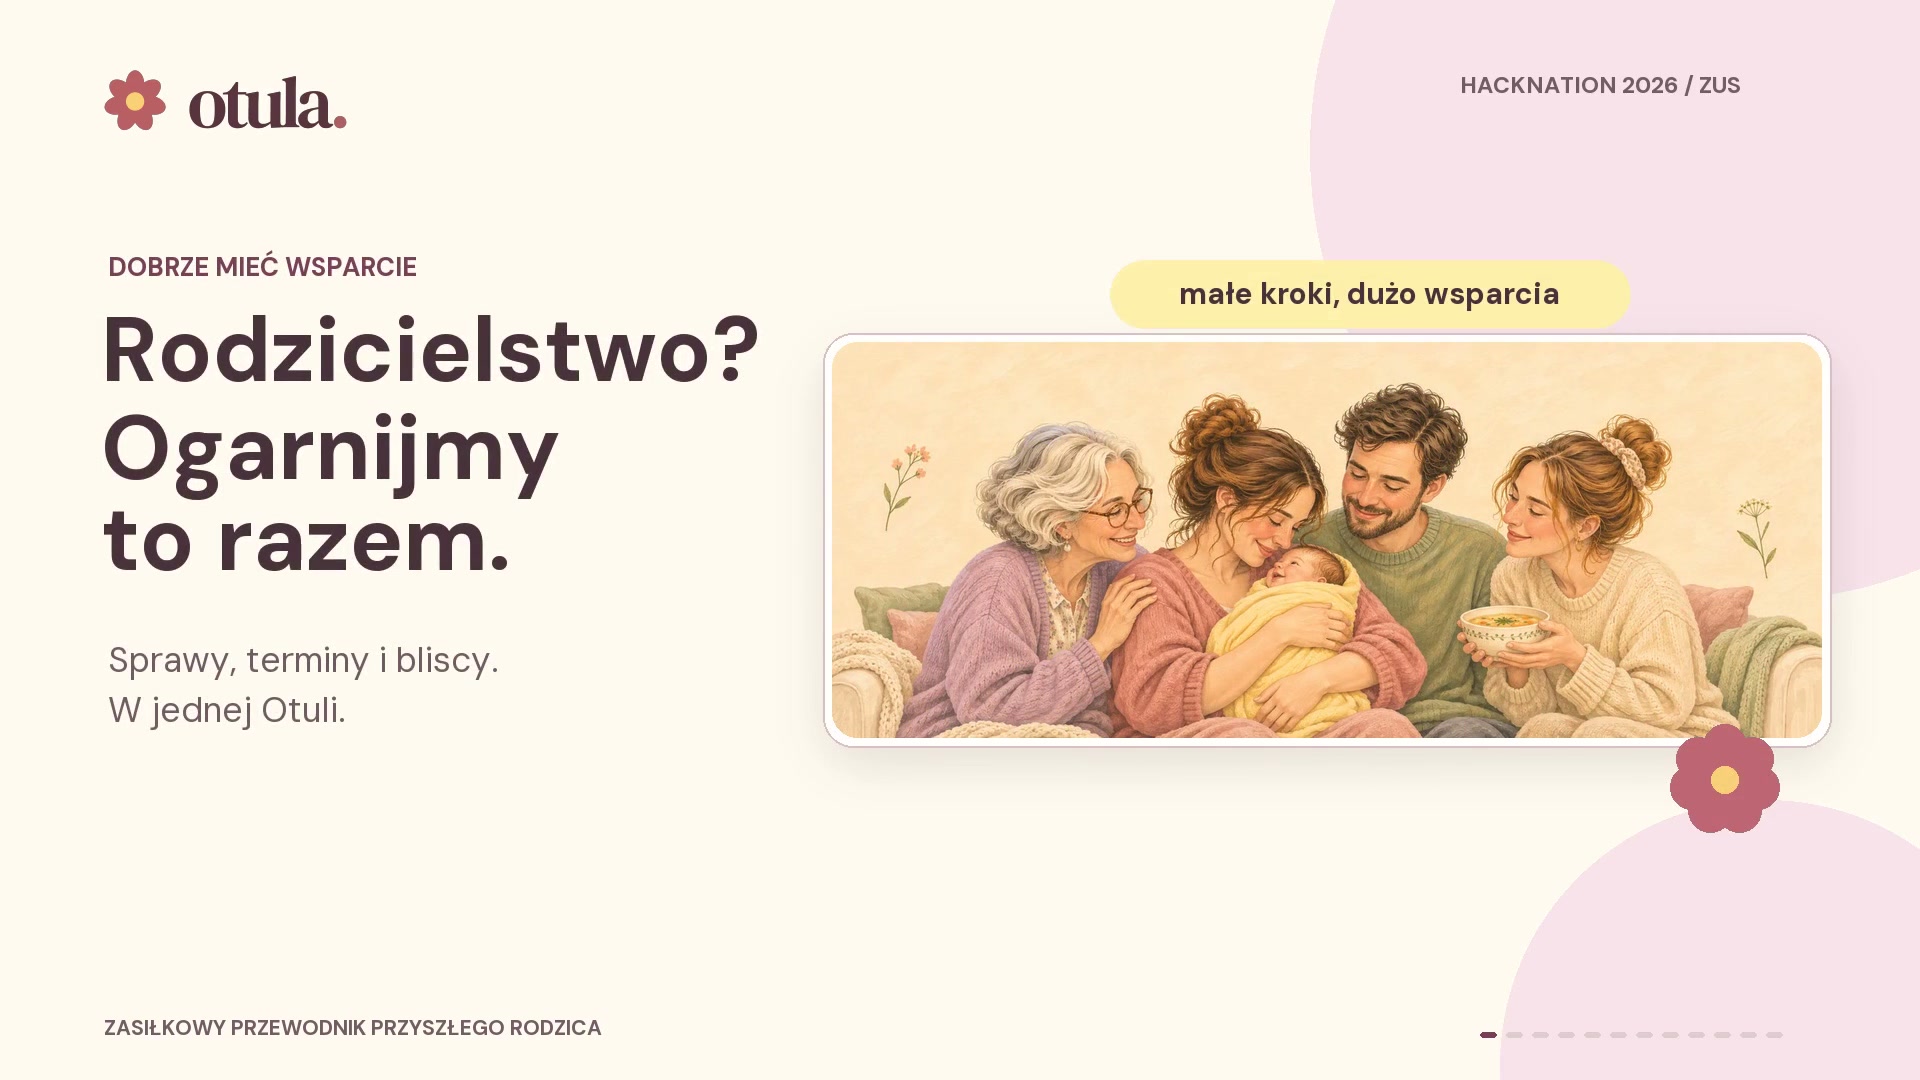 otula.
HACKNATION 2026 / ZUS
DOBRZE MIEĆ WSPARCIE
Rodzicielstwo?
Ogarnijmy
to razem.
Sprawy, terminy i bliscy.
W jednej Otuli.
małe kroki, dużo wsparcia
ZASIŁKOWY PRZEWODNIK PRZYSZŁEGO RODZICA